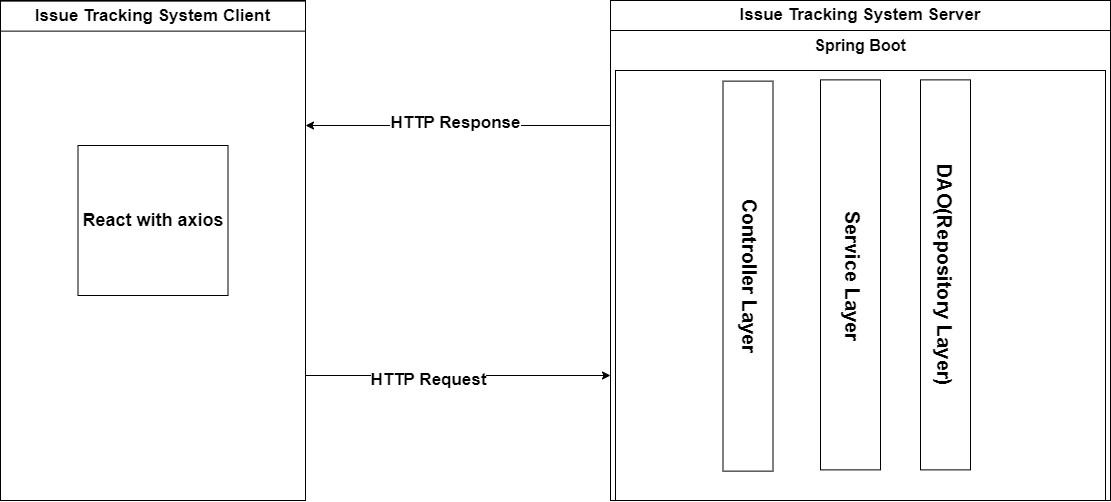 Issue Tracking System Client
Issue Tracking System Server
Spring Boot
HTTP Response
React with axios
Controller Layer
Service Layer
DAO(Repository Layer)
HTTP Request